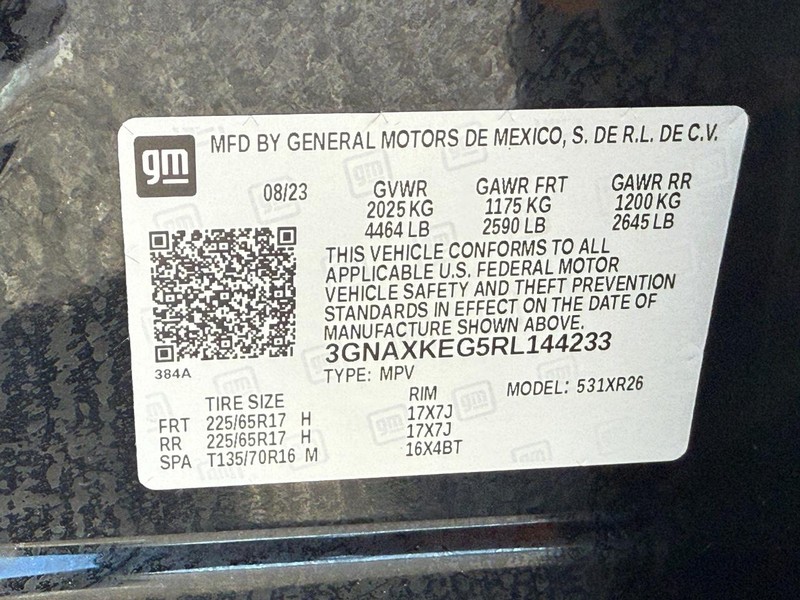 gm MFD BY GENERAL MOTORS DE MEXICO, S. DE R.L. DE C.V.
08/23 GVWR GAWR FRT GAWR RR
2025 KG 1175 KG 1200 KG
4464 LB 2590 LB 2645 LB
THIS VEHICLE CONFORMS TO ALL
APPLICABLE U.S. FEDERAL MOTOR
VEHICLE SAFETY AND THEFT PREVENTION
STANDARDS IN EFFECT ON THE DATE OF
MANUFACTURE SHOWN ABOVE.
3GNAXKEG5RL144233
384A TYPE: MPV
TIRE SIZE RIM MODEL: 531XR26
FRT 225/65R17 H 17X7J
RR 225/65R17 H 17X7J
SPA T135/70R16 M 16X4BT